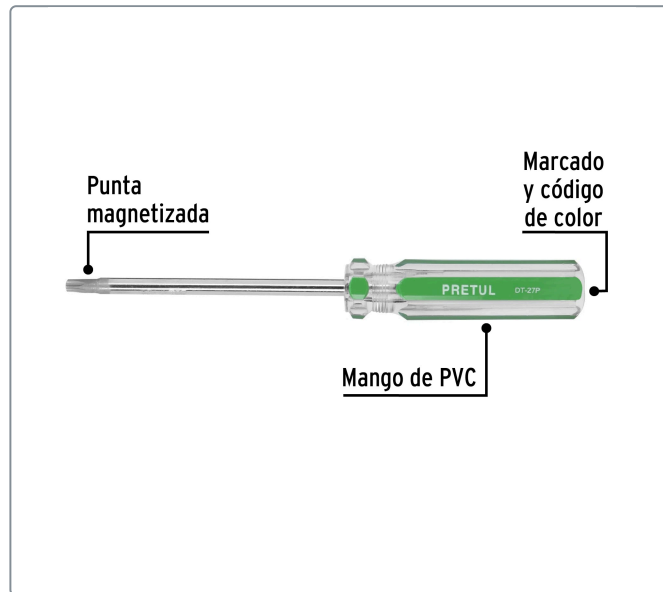 Punta
magnetizada
Marcado
y código
de color
PRETUL DT-27P
Mango de PVC